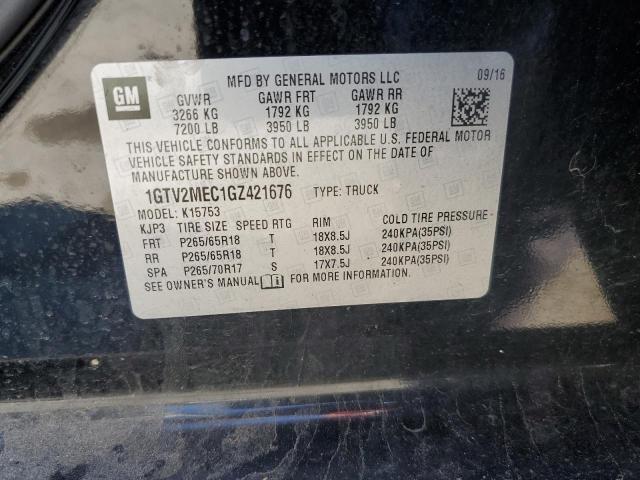 GM
MFD BY GENERAL MOTORS LLC 09/16
GVWR GAWR FRT GAWR RR
3266 KG 1792 KG 1792 KG
7200 LB 3950 LB 3950 LB
THIS VEHICLE CONFORMS TO ALL APPLICABLE U.S. FEDERAL MOTOR
VEHICLE SAFETY STANDARDS IN EFFECT ON THE DATE OF
MANUFACTURE SHOWN ABOVE.
1GTV2MEC1GZ421676 TYPE: TRUCK
MODEL: K15753
KJP3 TIRE SIZE SPEED RTG RIM COLD TIRE PRESSURE
FRT P265/65R18 T 18X8.5J 240KPA(35PSI)
RR P265/65R18 T 18X8.5J 240KPA(35PSI)
SPA P265/70R17 S 17X7.5J 240KPA(35PSI)
SEE OWNER'S MANUAL FOR MORE INFORMATION.